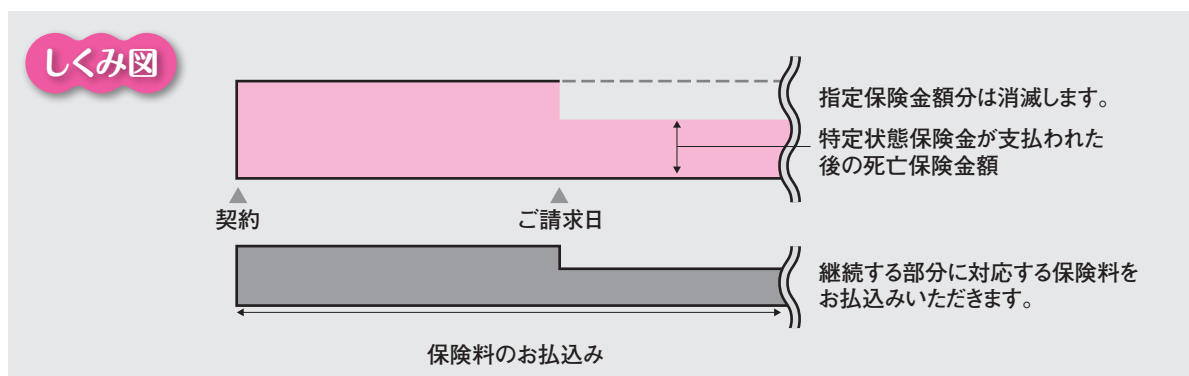 しくみ図
指定保険金額分は消滅します。
特定状態保険金が支払われた
後の死亡保険金額
契約
ご請求日
継続する部分に対応する保険料を
お払込みいただきます。
保険料のお払込み